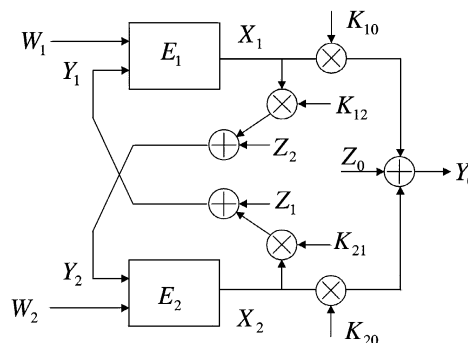 K₁₀
W₁
X₁
E₁
Y₁
K₁₂
Z₂
Z₀
Y₀
Z₁
K₂₁
Y₂
E₂
W₂
X₂
K₂₀